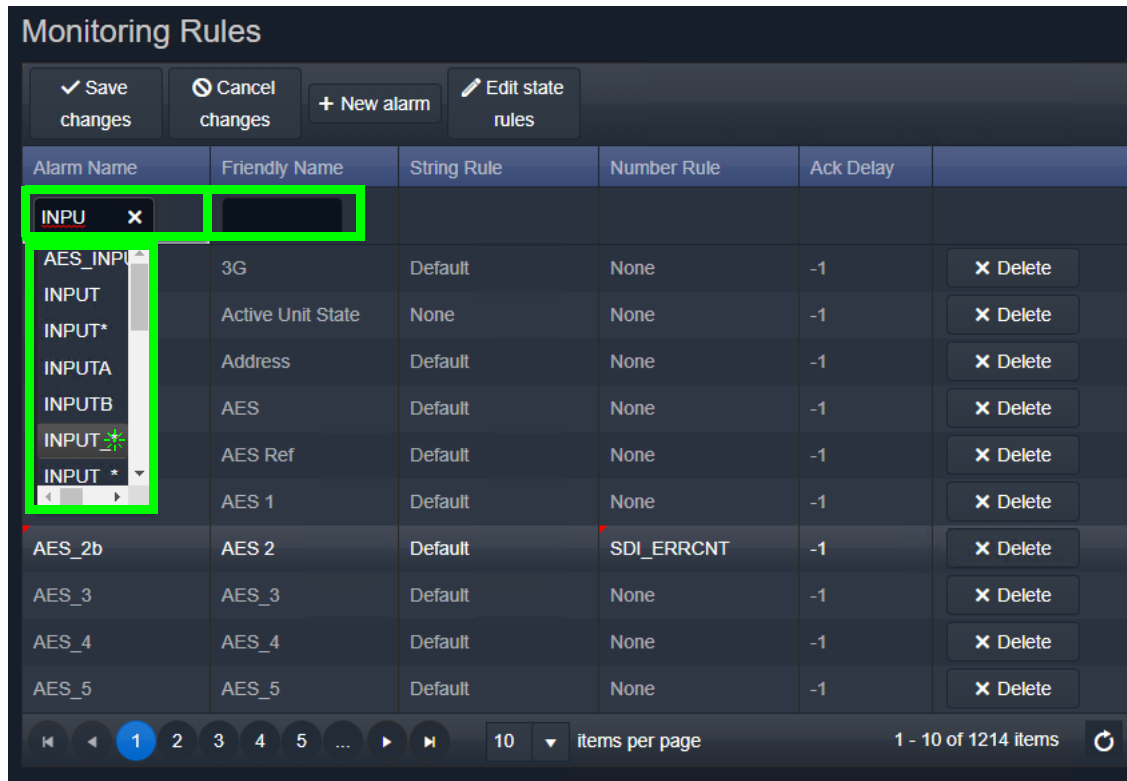 Monitoring Rules
Save changes
Cancel changes
+ New alarm
Edit state rules
Alarm Name Friendly Name String Rule Number Rule Ack Delay
INPU ×
AES_INPU
INPUT
INPUT*
INPUTA
INPUTB
INPUT_*
INPUT_*
3G Default None -1 × Delete
Active Unit State None None -1 × Delete
Address Default None -1 × Delete
AES Default None -1 × Delete
AES Ref Default None -1 × Delete
AES 1 Default None -1 × Delete
AES_2b AES 2 Default SDI_ERRCNT -1 × Delete
AES_3 AES_3 Default None -1 × Delete
AES_4 AES_4 Default None -1 × Delete
AES_5 AES_5 Default None -1 × Delete
1 2 3 4 5 ... 10 items per page 1 - 10 of 1214 items